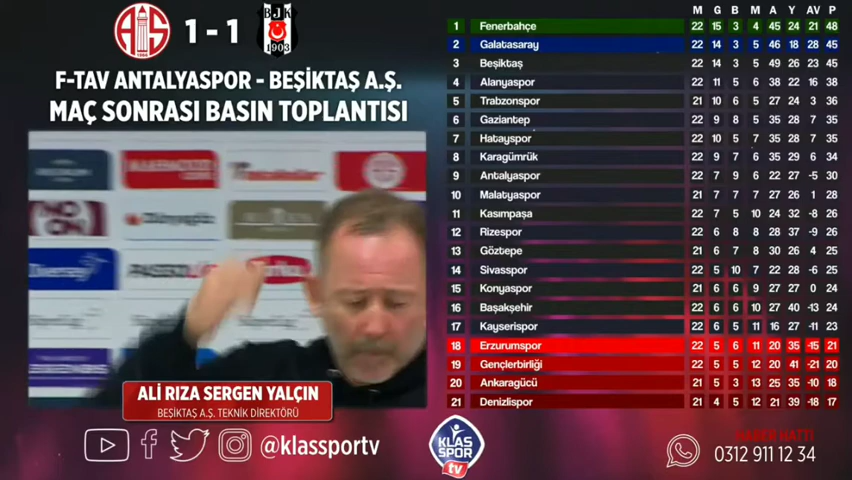 1 - 1
BJK
1903
F-TAV ANTALYASPOR - BEŞİKTAŞ A.Ş.
MAÇ SONRASI BASIN TOPLANTISI
ALİ RIZA SERGEN YALÇIN
BEŞİKTAŞ A.Ş. TEKNİK DİREKTÖRÜ
M G B M A Y AV P
1 Fenerbahçe 22 15 3 4 45 24 21 48
2 Galatasaray 22 14 3 5 46 18 28 45
3 Beşiktaş 22 14 3 5 49 26 23 45
4 Alanyaspor 22 11 5 6 38 22 16 38
5 Trabzonspor 21 10 6 5 27 24 3 36
6 Gaziantep 22 9 8 5 35 28 7 35
7 Hatayspor 22 10 5 7 35 28 7 35
8 Karagümrük 22 9 7 6 35 29 6 34
9 Antalyaspor 22 7 9 6 22 27 -5 30
10 Malatyaspor 21 7 7 7 27 26 1 28
11 Kasımpaşa 22 7 5 10 24 32 -8 26
12 Rizespor 22 6 8 8 28 37 -9 26
13 Göztepe 21 6 7 8 30 26 4 25
14 Sivasspor 22 5 10 7 22 28 -6 25
15 Konyaspor 21 6 6 9 27 27 0 24
16 Başakşehir 22 6 6 10 27 40 -13 24
17 Kayserispor 22 6 5 11 16 27 -11 23
18 Erzurumspor 22 5 6 11 20 35 -15 21
19 Gençlerbirliği 22 5 5 12 20 41 -21 20
20 Ankaragücü 21 5 3 13 25 35 -10 18
21 Denizlispor 21 4 5 12 21 39 -18 17
@klassportv
KLAS
SPOR
tv
HABER HATTI
0312 911 12 34